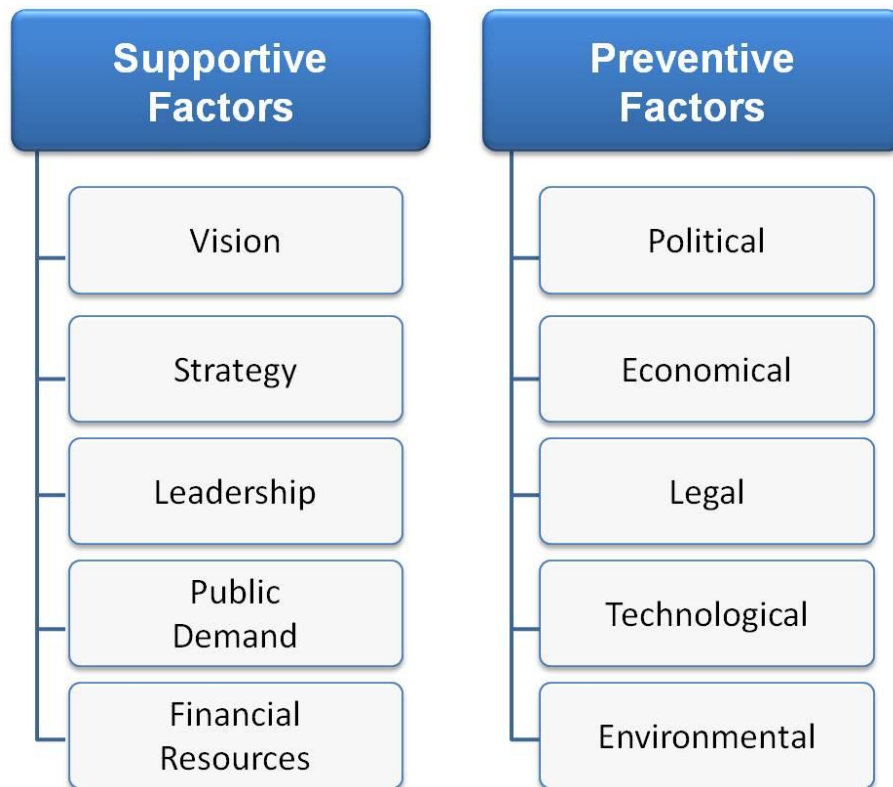 Supportive
Factors
Vision
Strategy
Leadership
Public
Demand
Financial
Resources
Preventive
Factors
Political
Economical
Legal
Technological
Environmental